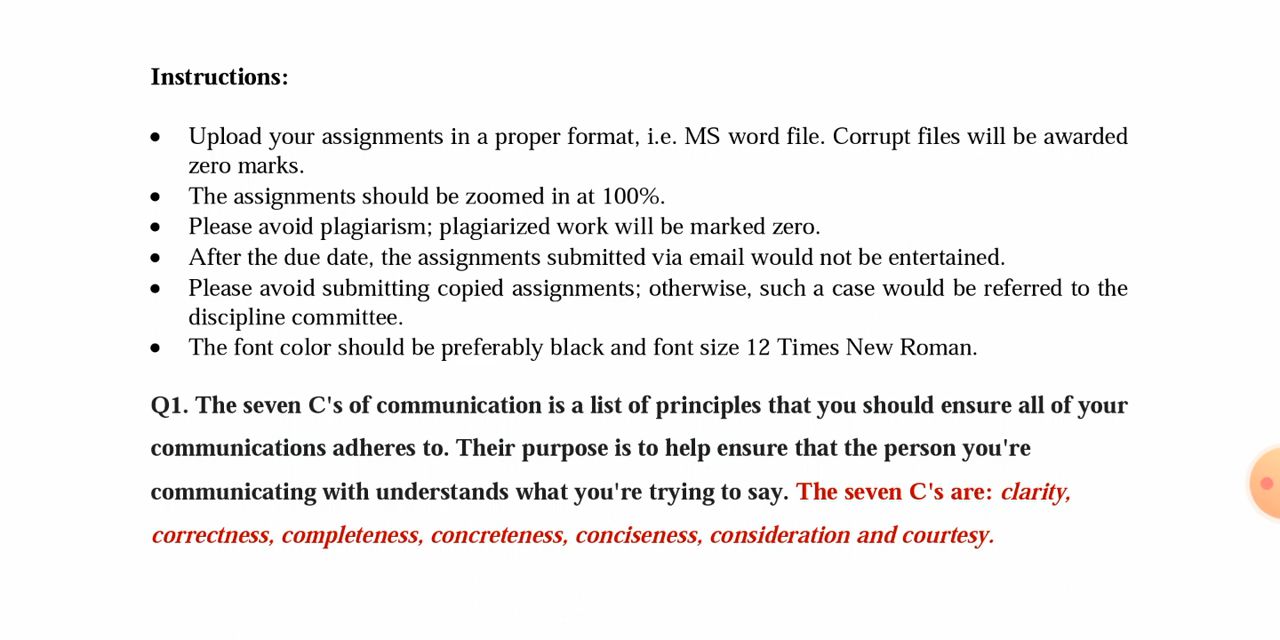 Instructions:
• Upload your assignments in a proper format, i.e. MS word file. Corrupt files will be awarded
zero marks.
• The assignments should be zoomed in at 100%.
• Please avoid plagiarism; plagiarized work will be marked zero.
• After the due date, the assignments submitted via email would not be entertained.
• Please avoid submitting copied assignments; otherwise, such a case would be referred to the
discipline committee.
• The font color should be preferably black and font size 12 Times New Roman.
Q1. The seven C's of communication is a list of principles that you should ensure all of your
communications adheres to. Their purpose is to help ensure that the person you're
communicating with understands what you're trying to say. The seven C's are: clarity,
correctness, completeness, concreteness, conciseness, consideration and courtesy.